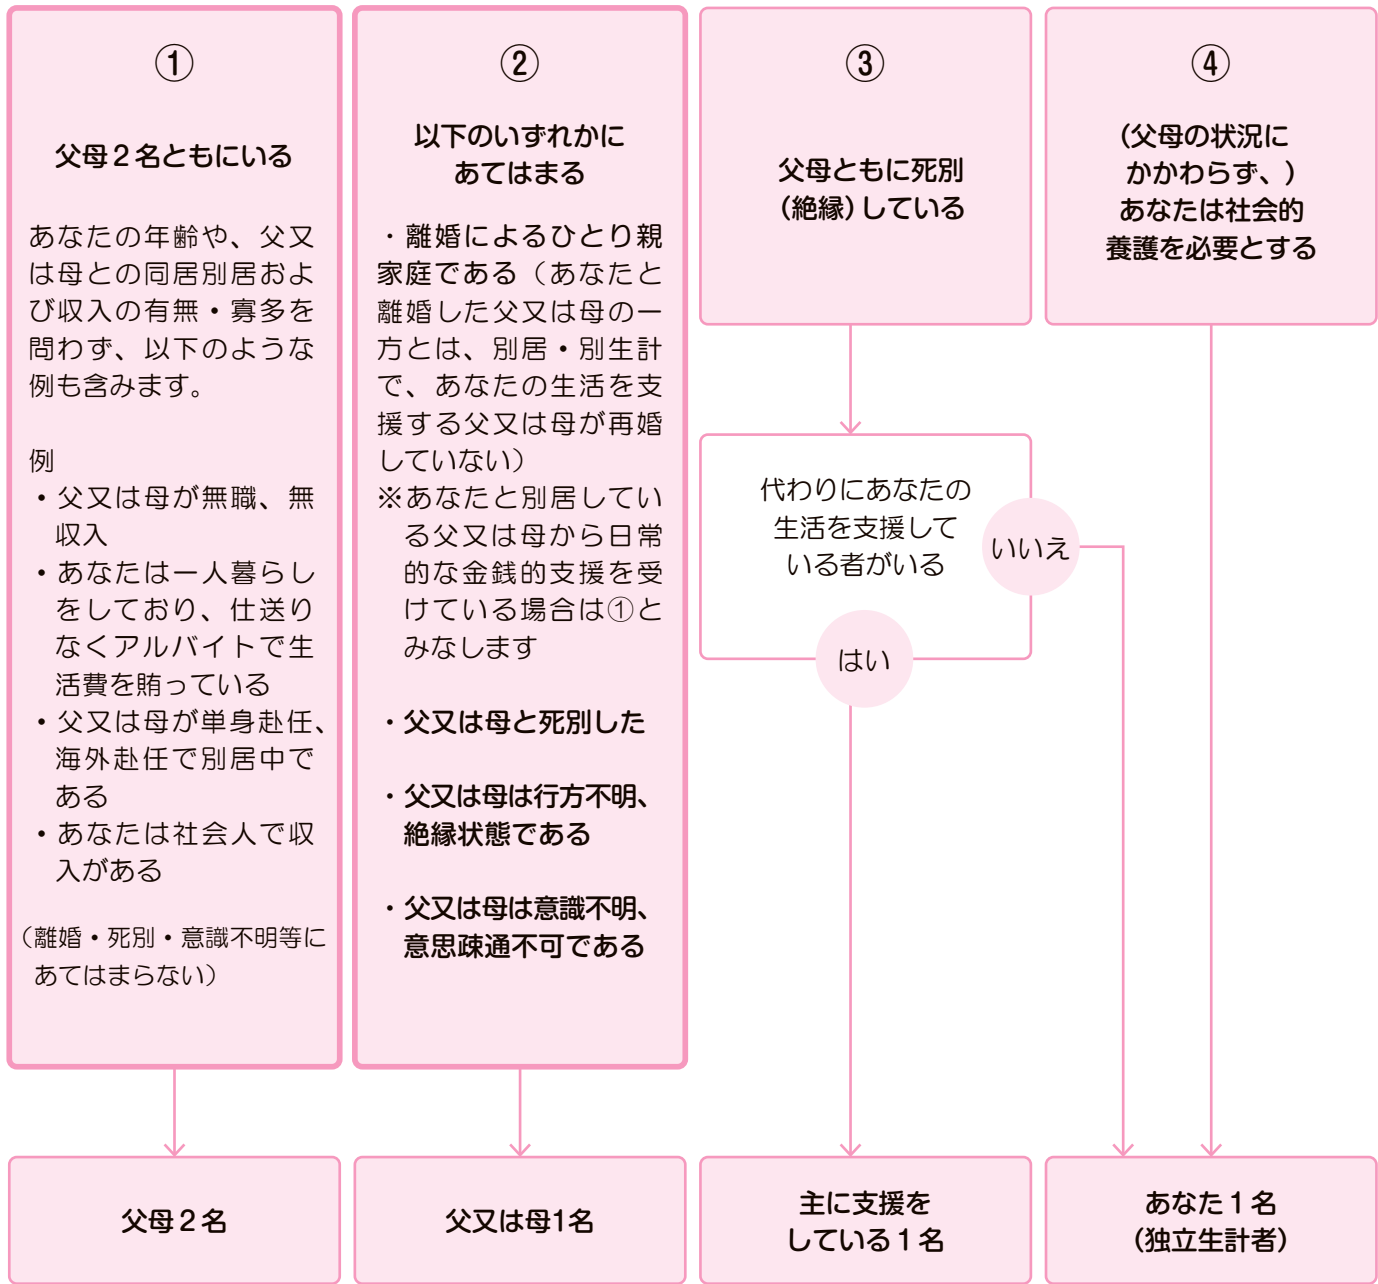 ①
父母２名ともにいる
あなたの年齢や、父又
は母との同居別居およ
び収入の有無・寡多を
問わず、以下のような
例も含みます。
例
・父又は母が無職、無
収入
・あなたは一人暮らし
をしており、仕送り
なくアルバイトで生
活費を賄っている
・父又は母が単身赴任、
海外赴任で別居中で
ある
・あなたは社会人で収
入がある
（離婚・死別・意識不明等に
あてはまらない）
②
以下のいずれかに
あてはまる
・離婚によるひとり親
家庭である（あなたと
離婚した父又は母の一
方とは、別居・別生計
で、あなたの生活を支
援する父又は母が再婚
していない）
※あなたと別居してい
る父又は母から日常
的な金銭的支援を受
けている場合は①と
みなします
・父又は母と死別した
・父又は母は行方不明、
絶縁状態である
・父又は母は意識不明、
意思疎通不可である
③
父母ともに死別
（絶縁）している
④
（父母の状況に
かかわらず、）
あなたは社会的
養護を必要とする
代わりにあなたの
生活を支援して
いる者がいる
いいえ
はい
父母２名
父又は母1名
主に支援を
している１名
あなた１名
（独立生計者）